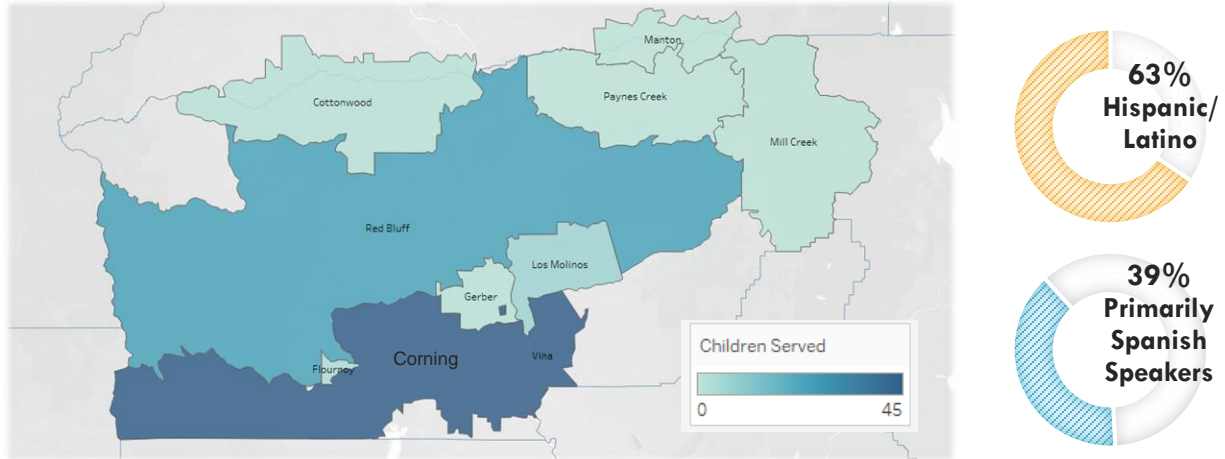 Manton
Cottonwood
Paynes Creek
Mill Creek
Red Bluff
Los Molinos
Gerber
Corning
Vina
Flournoy
Children Served
0 45
63%
Hispanic/
Latino
39%
Primarily
Spanish
Speakers